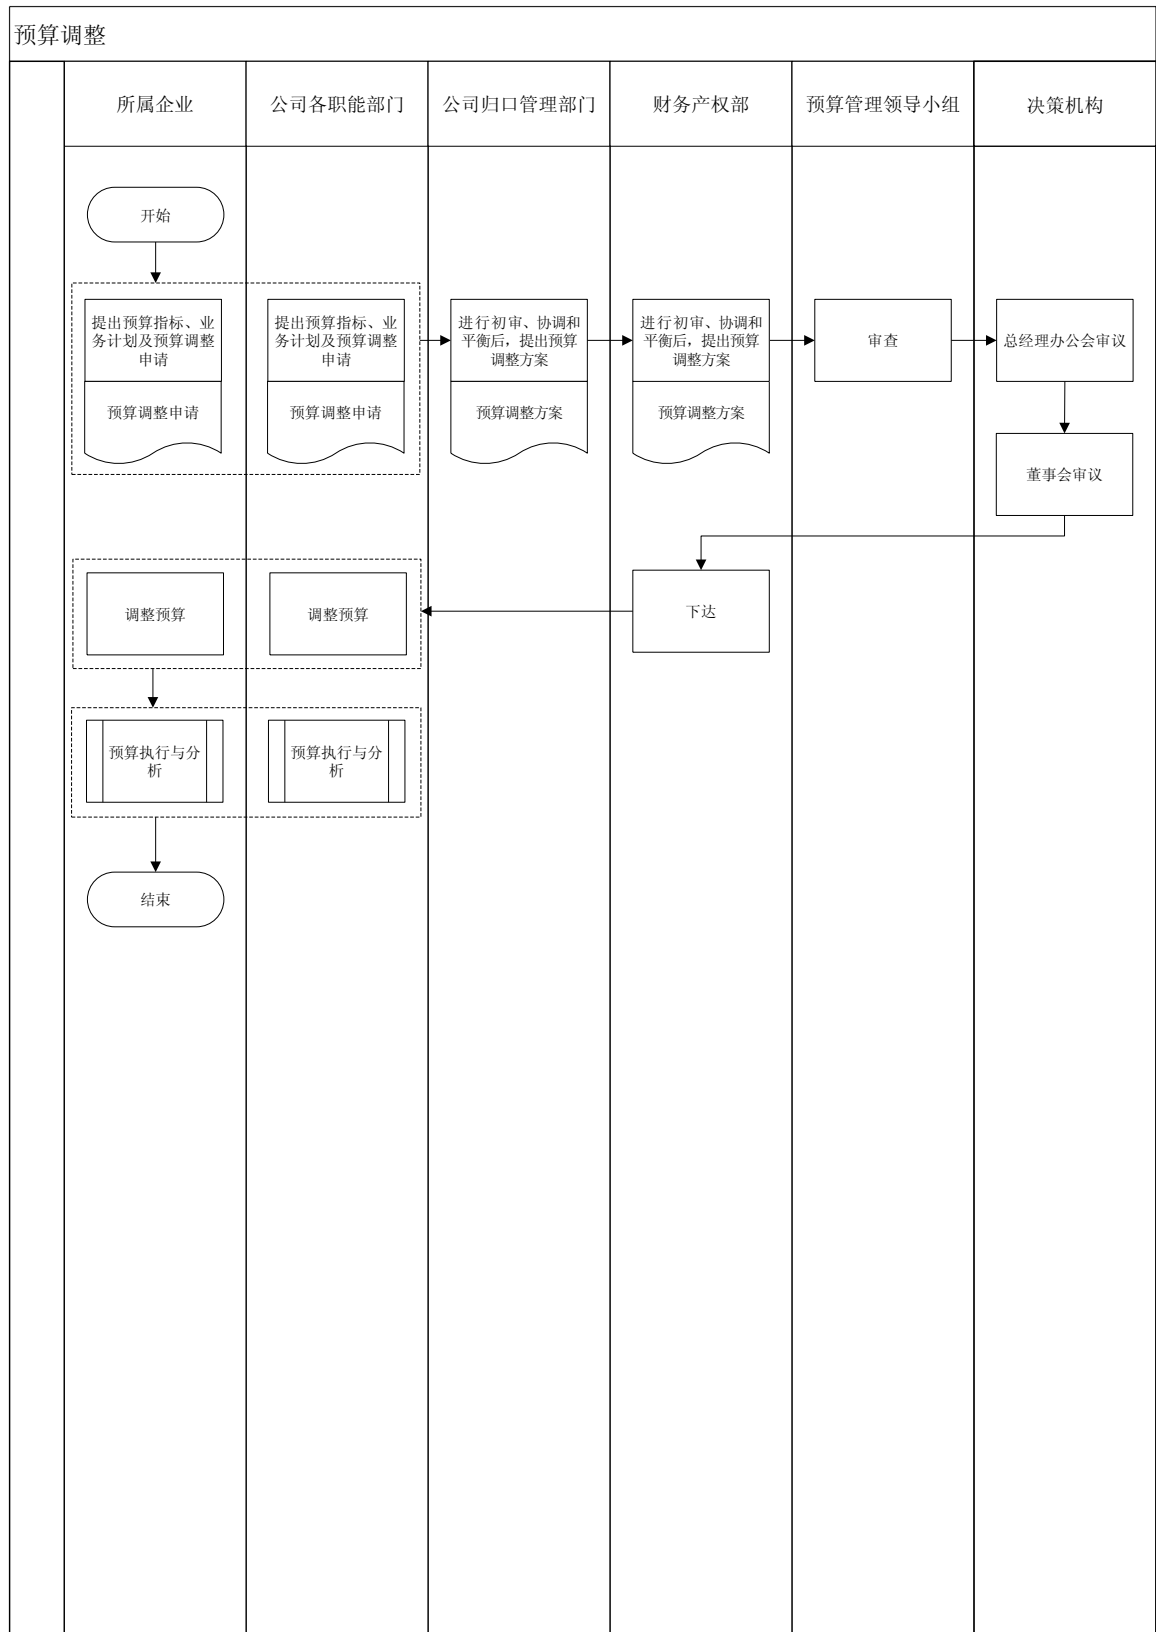 预算调整
所属企业
公司各职能部门
公司归口管理部门
财务产权部
预算管理领导小组
决策机构
开始
提出预算指标、业
务计划及预算调整
申请
预算调整申请
提出预算指标、业
务计划及预算调整
申请
预算调整申请
进行初审、协调和
平衡后，提出预算
调整方案
预算调整方案
进行初审、协调和
平衡后，提出预算
调整方案
预算调整方案
审查
总经理办公会审议
董事会审议
下达
调整预算
调整预算
预算执行与分
析
预算执行与分
析
结束